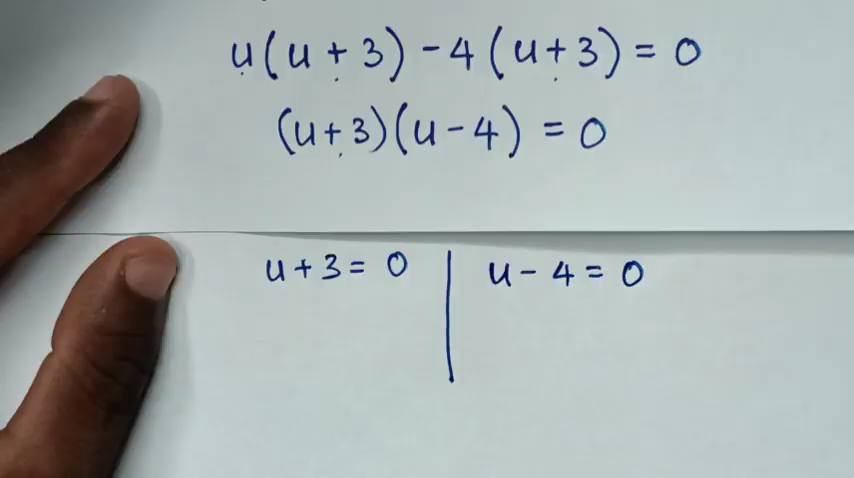 u(u + 3) - 4(u + 3) = 0
(u + 3)(u - 4) = 0
u + 3 = 0 | u - 4 = 0